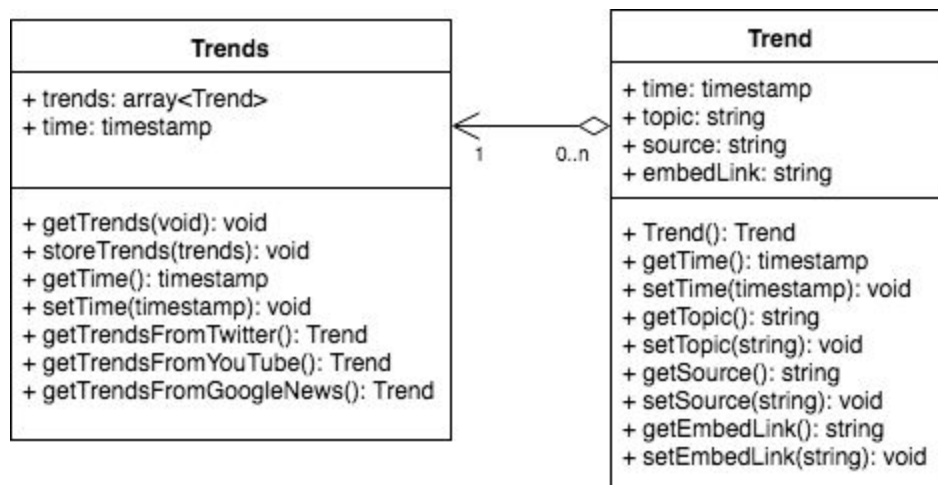 Trends
+ trends: array<Trend>
+ time: timestamp
+ getTrends(void): void
+ storeTrends(trends): void
+ getTime(): timestamp
+ setTime(timestamp): void
+ getTrendsFromTwitter(): Trend
+ getTrendsFromYouTube(): Trend
+ getTrendsFromGoogleNews(): Trend
1
0..n
Trend
+ time: timestamp
+ topic: string
+ source: string
+ embedLink: string
+ Trend(): Trend
+ getTime(): timestamp
+ setTime(timestamp): void
+ getTopic(): string
+ setTopic(string): void
+ getSource(): string
+ setSource(string): void
+ getEmbedLink(): string
+ setEmbedLink(string): void